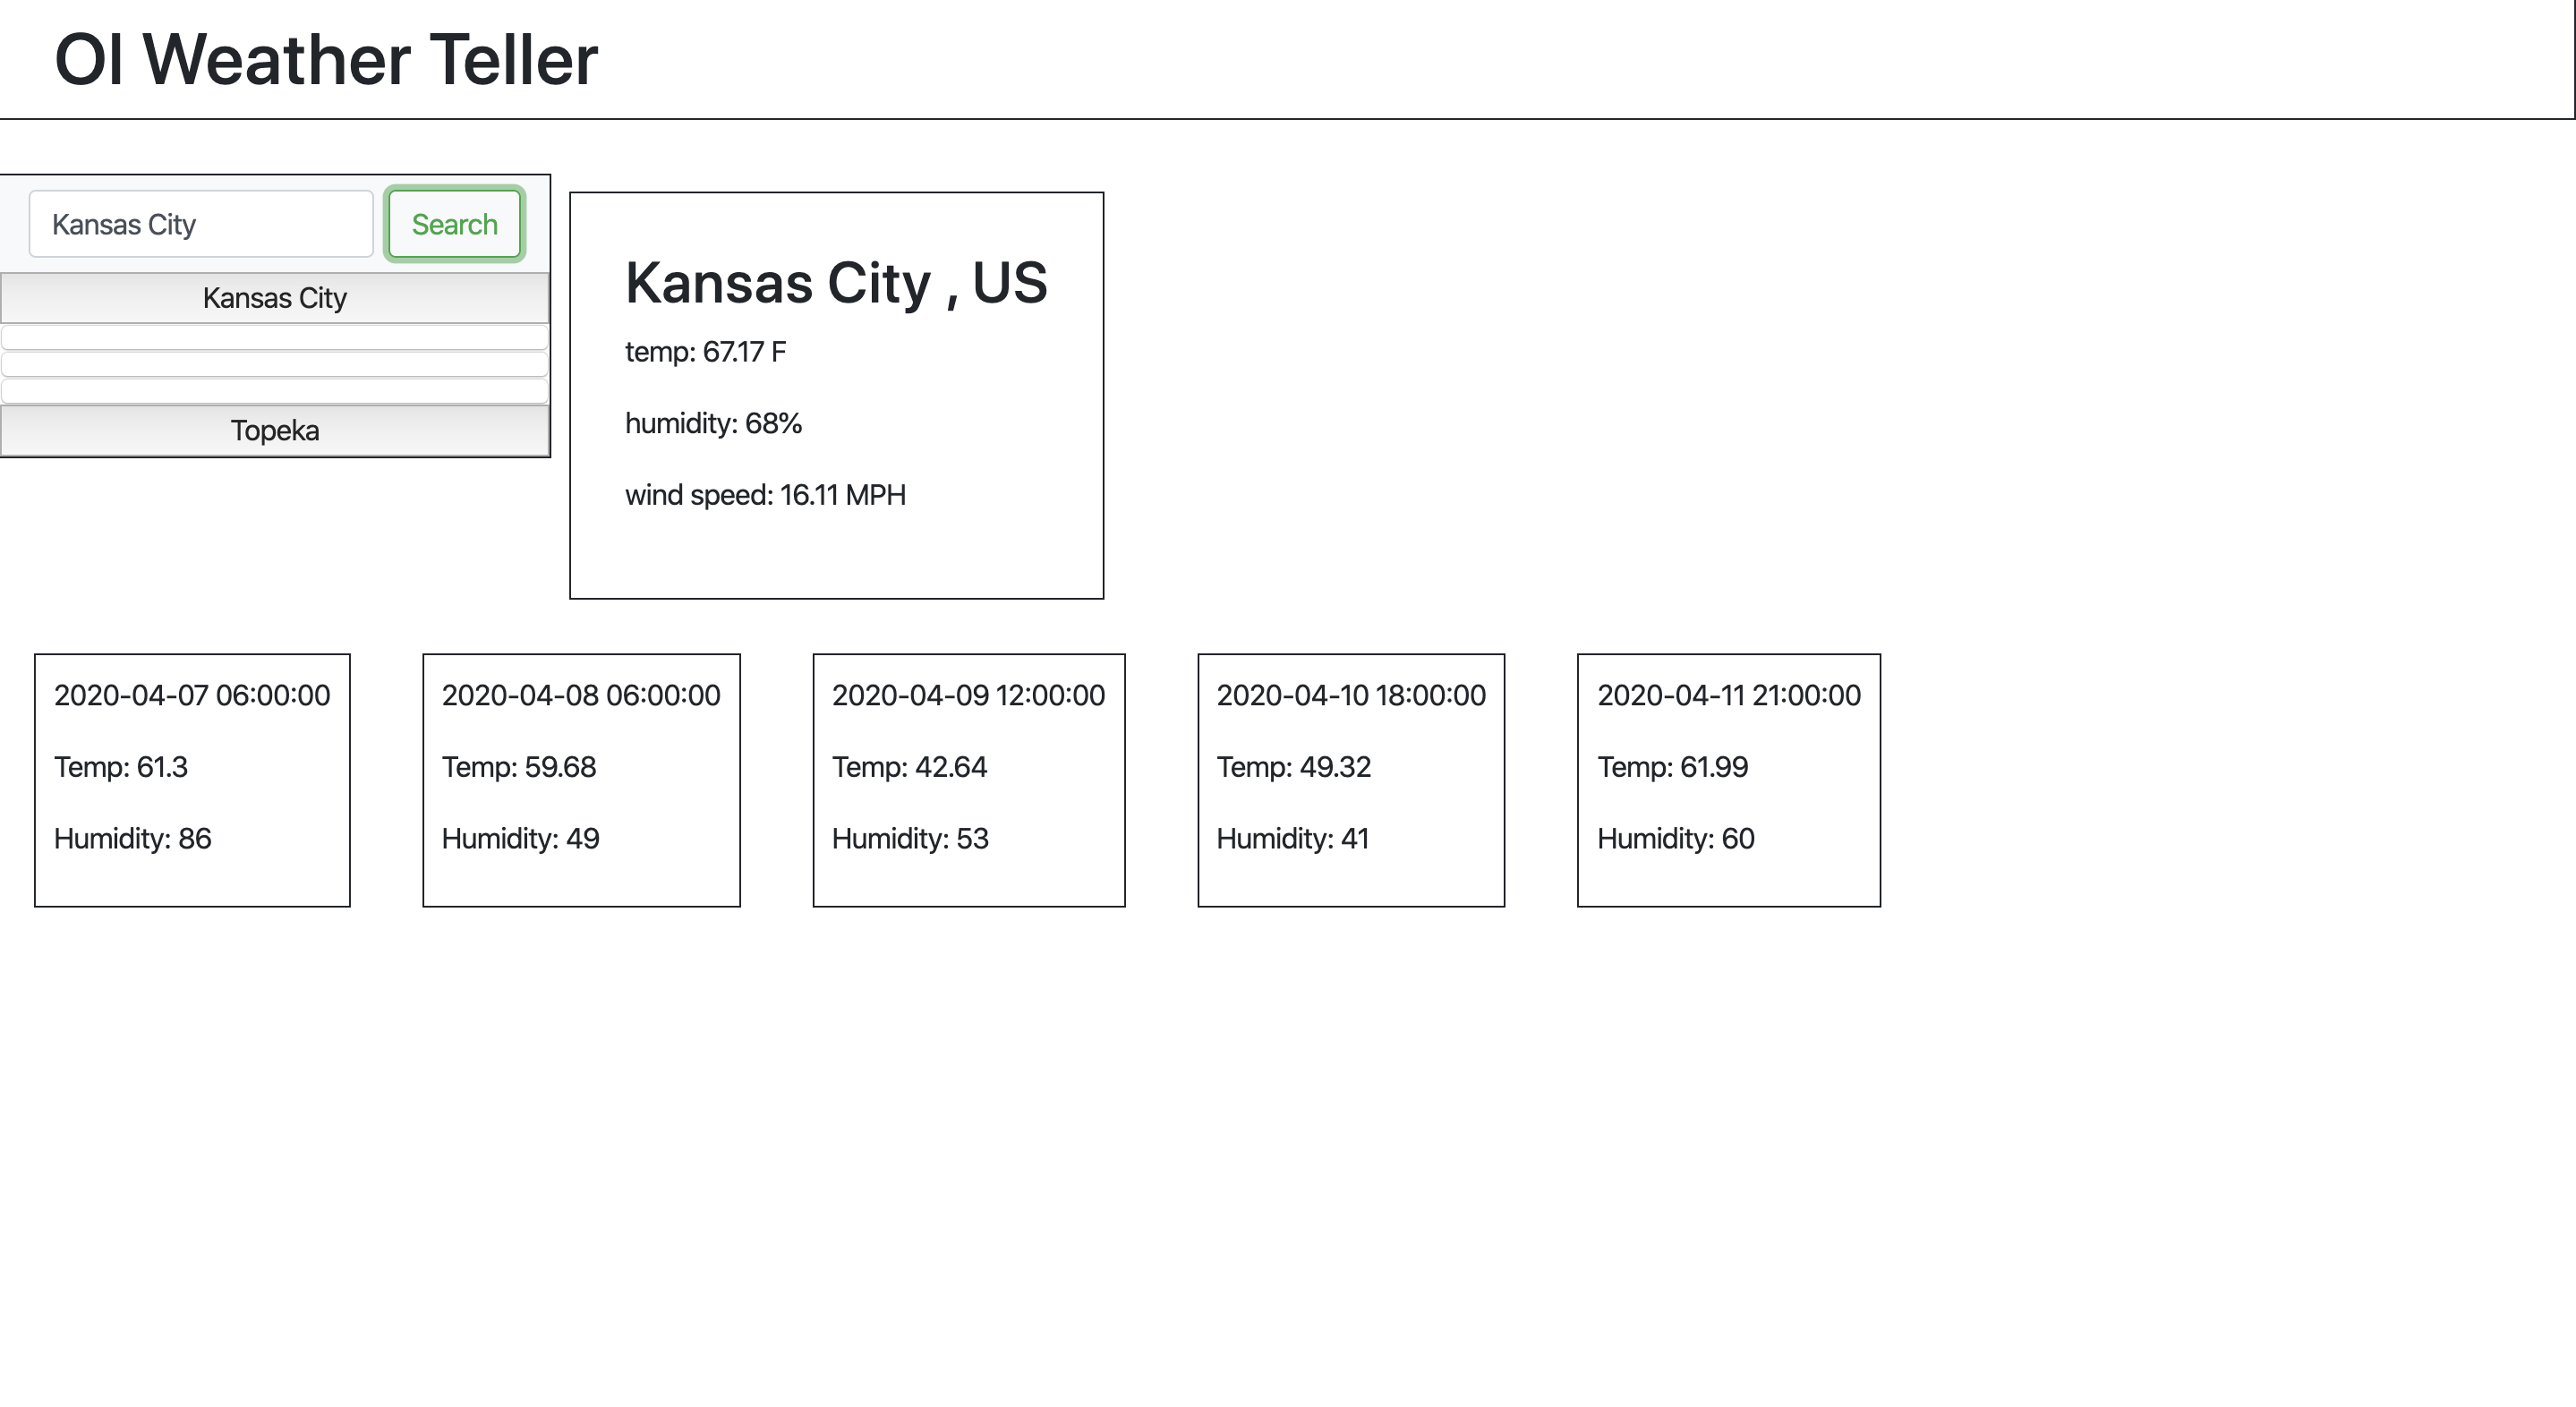 Ol Weather Teller
Kansas City
Search
Kansas City
Topeka
Kansas City , US
temp: 67.17 F
humidity: 68%
wind speed: 16.11 MPH
2020-04-07 06:00:00
Temp: 61.3
Humidity: 86
2020-04-08 06:00:00
Temp: 59.68
Humidity: 49
2020-04-09 12:00:00
Temp: 42.64
Humidity: 53
2020-04-10 18:00:00
Temp: 49.32
Humidity: 41
2020-04-11 21:00:00
Temp: 61.99
Humidity: 60